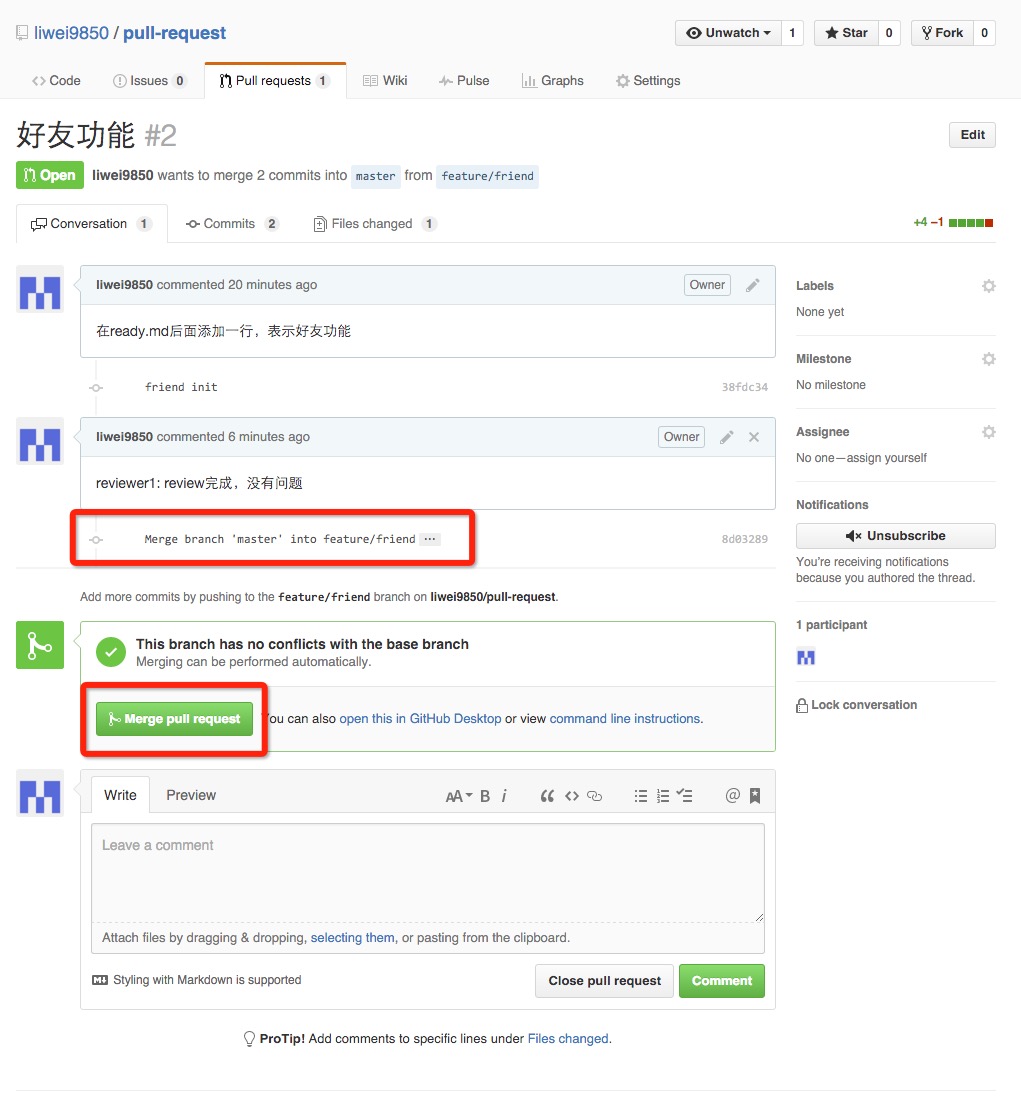 liwei9850 / pull-request
Unwatch 1 Star 0 Fork 0
Code Issues 0 Pull requests 1 Wiki Pulse Graphs Settings
好友功能 #2
Edit
Open liwei9850 wants to merge 2 commits into master from feature/friend
Conversation 1 Commits 2 Files changed 1
+4 −1
liwei9850 commented 20 minutes ago Owner
在ready.md后面添加一行，表示好友功能
friend init 38fdc34
liwei9850 commented 6 minutes ago Owner
reviewer1: review完成，没有问题
Merge branch 'master' into feature/friend ... 8d03289
Add more commits by pushing to the feature/friend branch on liwei9850/pull-request.
This branch has no conflicts with the base branch
Merging can be performed automatically.
Merge pull request You can also open this in GitHub Desktop or view command line instructions.
Write Preview AA B i @
Leave a comment
Attach files by dragging & dropping, selecting them, or pasting from the clipboard.
Styling with Markdown is supported
Close pull request Comment
ProTip! Add comments to specific lines under Files changed.
Labels
None yet
Milestone
No milestone
Assignee
No one—assign yourself
Notifications
Unsubscribe
You're receiving notifications
because you authored the thread.
1 participant
Lock conversation